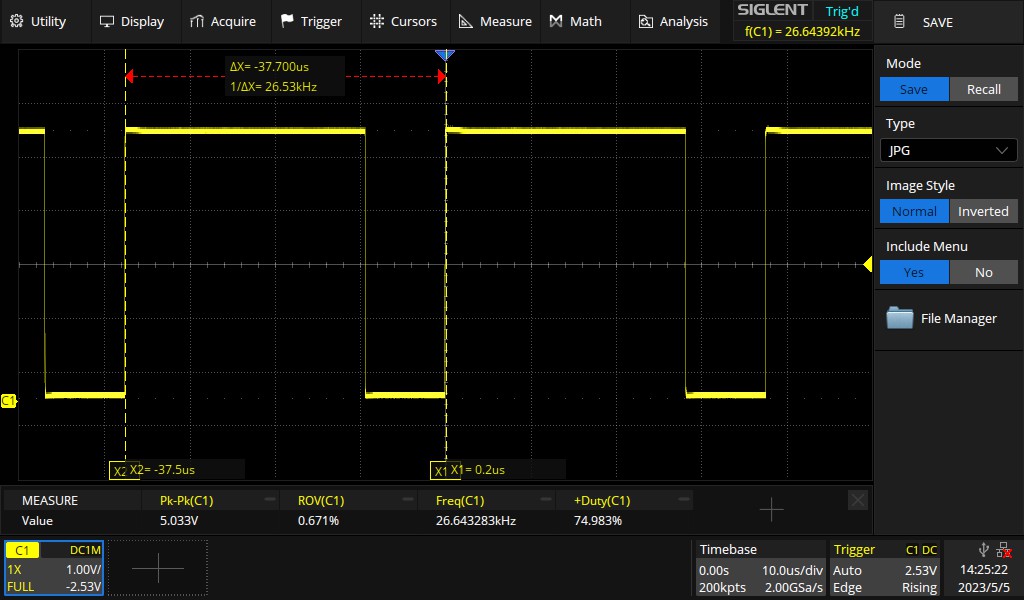 Utility
Display
Acquire
Trigger
Cursors
Measure
Math
Analysis
SIGLENT
Trig'd
f(C1) = 26.64392kHz
SAVE
ΔX= -37.700us
1/ΔX= 26.53kHz
Mode
Save
Recall
Type
JPG
Image Style
Normal
Inverted
Include Menu
Yes
No
File Manager
C1
X2 X2= -37.5us
X1 X1= 0.2us
MEASURE
Pk-Pk(C1)
ROV(C1)
Freq(C1)
+Duty(C1)
Value
5.033V
0.671%
26.643283kHz
74.983%
C1 DC1M
1X 1.00V/
FULL -2.53V
Timebase
0.00s 10.0us/div
200kpts 2.00GSa/s
Trigger C1 DC
Auto 2.53V
Edge Rising
14:25:22
2023/5/5